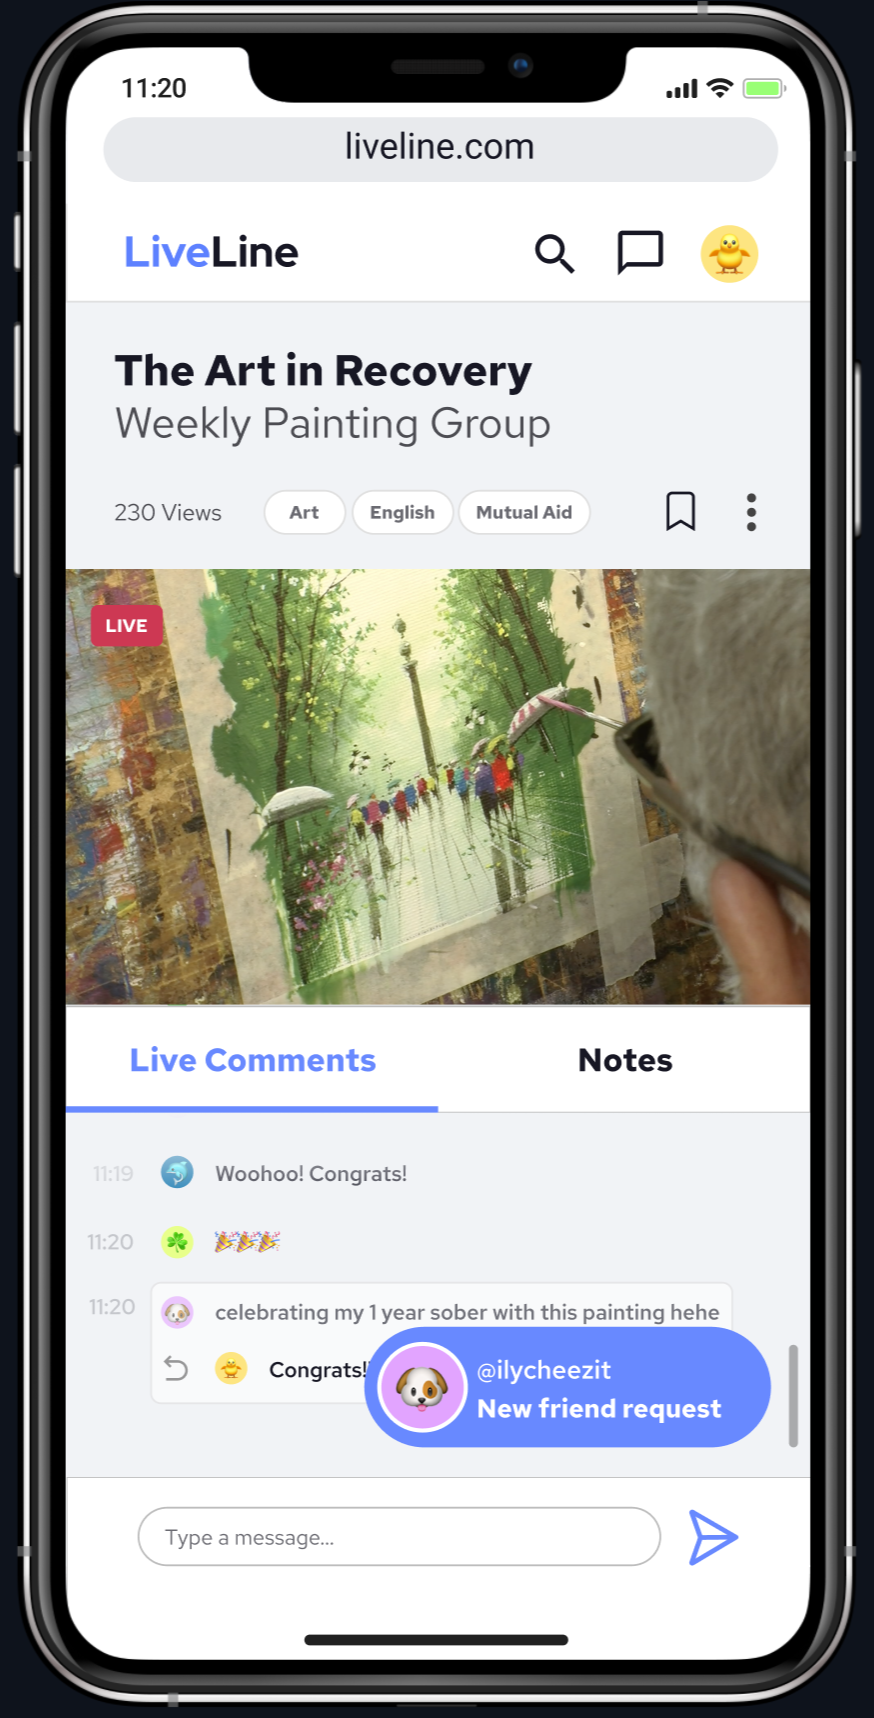 11:20
liveline.com
LiveLine
The Art in Recovery
Weekly Painting Group
230 Views Art English Mutual Aid
LIVE
Live Comments Notes
11:19 Woohoo! Congrats!
11:20 🎉🎉🎉
11:20 celebrating my 1 year sober with this painting hehe
Congrats!
@ilycheezit
New friend request
Type a message...